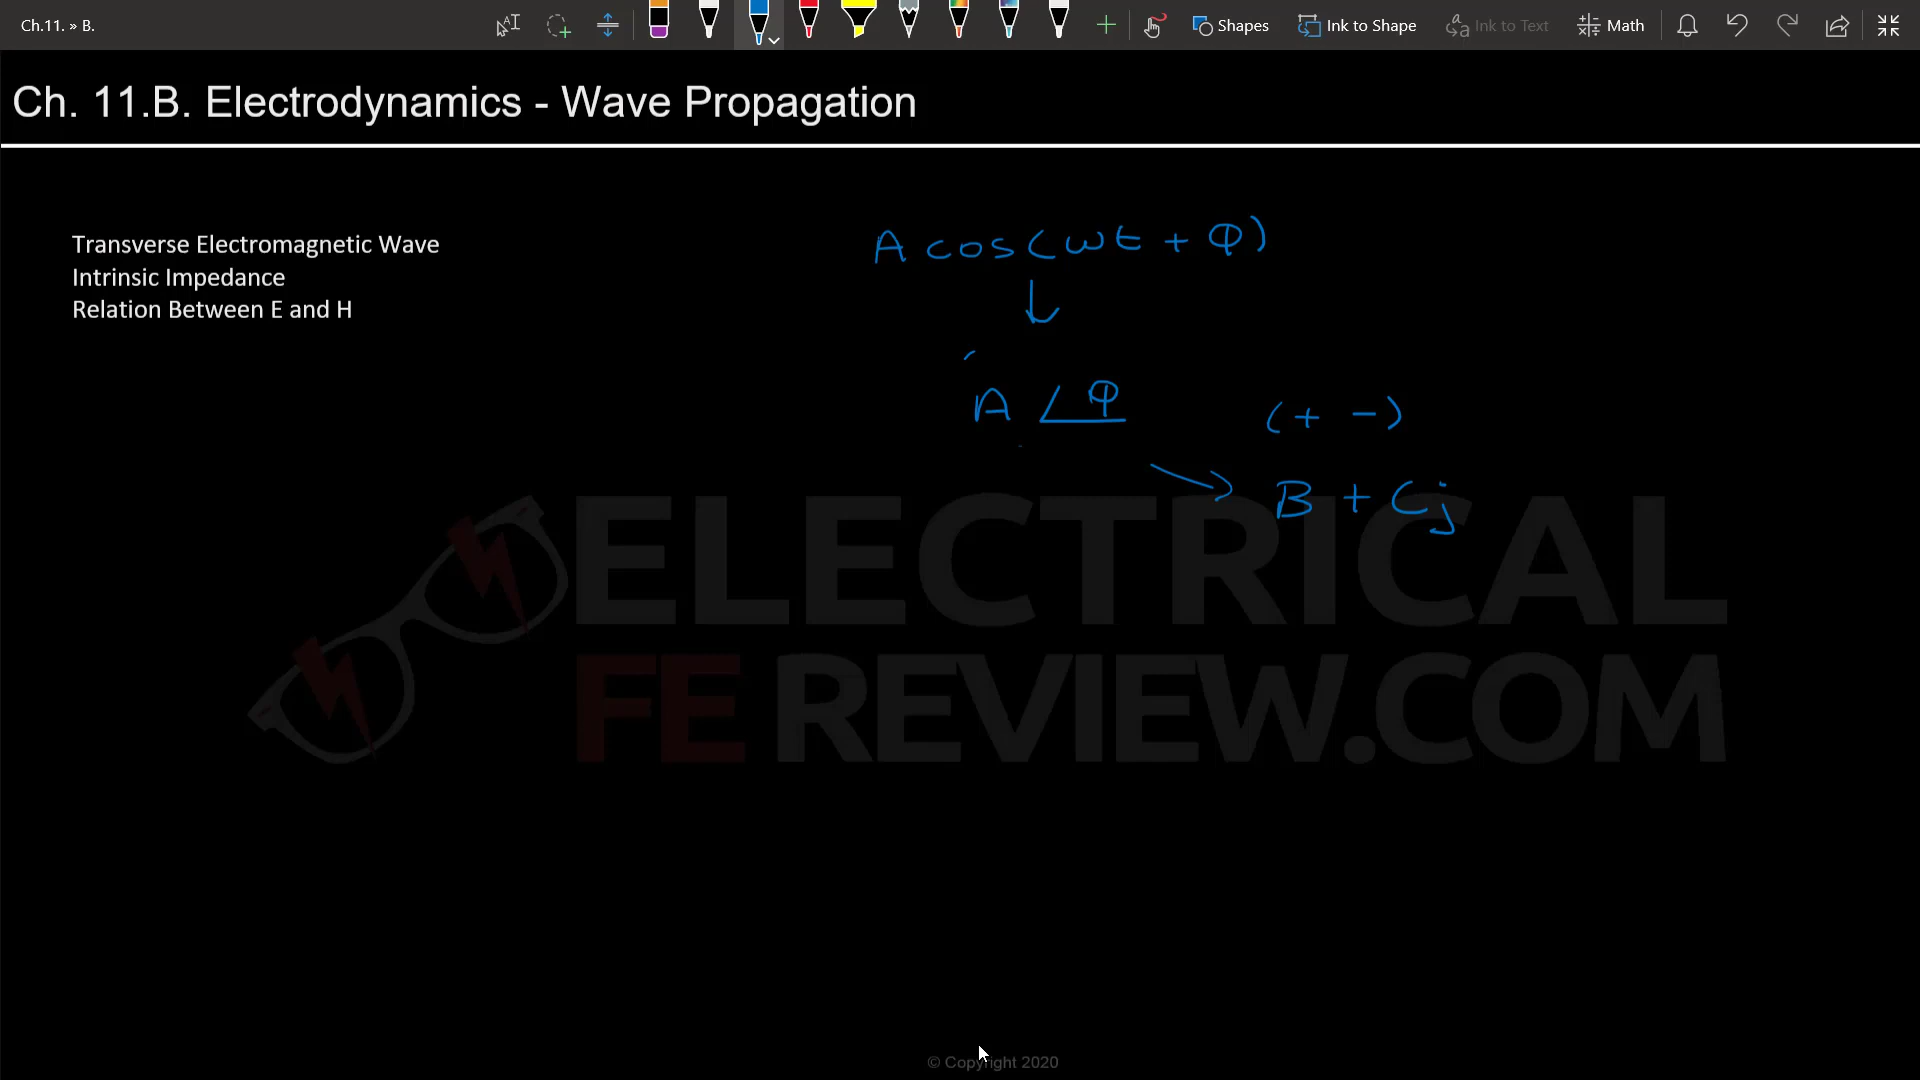 Ch.11. » B.
Shapes Ink to Shape Ink to Text Math
Ch. 11.B. Electrodynamics - Wave Propagation
Transverse Electromagnetic Wave
Intrinsic Impedance
Relation Between E and H
A cos(ωt + Φ)
A ∠Φ
(+ -)
B + Cj
ELECTRICAL
FE REVIEW.COM
© Copyright 2020